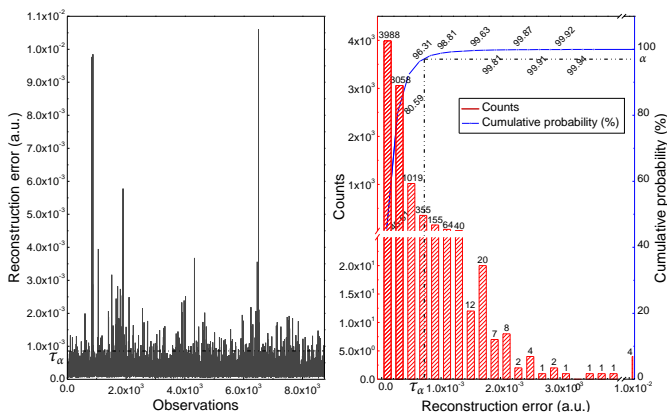 1.1x10⁻²
1.0x10⁻²
9.0x10⁻³
8.0x10⁻³
7.0x10⁻³
6.0x10⁻³
5.0x10⁻³
4.0x10⁻³
3.0x10⁻³
2.0x10⁻³
1.0x10⁻³
τα
0.0
Reconstruction error (a.u.)
0.0
2.0x10³
4.0x10³
6.0x10³
8.0x10³
Observations
4x10³
3x10³
2x10³
1x10³
2.0x10¹
1.5x10¹
1.0x10¹
5.0x10⁰
0.0
Counts
3988
3058
1019
355
155
64
40
12
20
7
8
2
4
1
2
1
1
1
1
4
80.59
96.31
98.81
99.63
99.81
99.87
99.91
99.92
99.94
Counts
Cumulative probability (%)
100
α
80
60
40
20
0
Cumulative probability (%)
0.0
τα
1.0x10⁻³
2.0x10⁻³
3.0x10⁻³
1.0x10⁻²
Reconstruction error (a.u.)